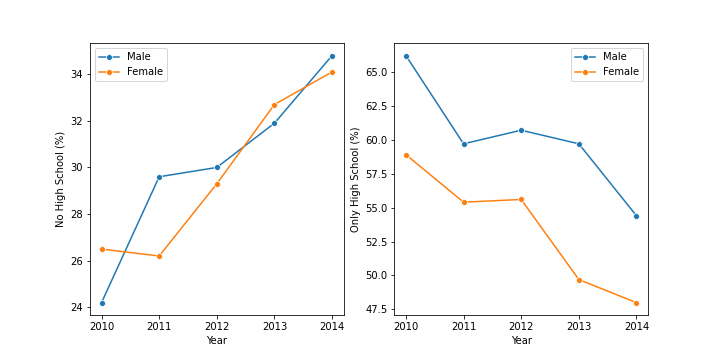 Male
Female
34
32
30
28
26
24
No High School (%)
2010 2011 2012 2013 2014
Year
Male
Female
65.0
62.5
60.0
57.5
55.0
52.5
50.0
47.5
Only High School (%)
2010 2011 2012 2013 2014
Year